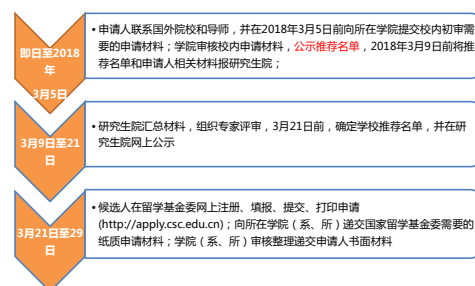 即日至2018
年
3月5日
•申请人联系国外院校和导师，并在2018年3月5日前向所在学院提交校内初审需
要的申请材料；学院审核校内申请材料，公示推荐名单，2018年3月9日前将推
荐名单和申请人相关材料报研究生院；
3月9日至21
日
•研究生院汇总材料，组织专家评审，3月21日前，确定学校推荐名单，并在研
究生院网上公示
3月21日至29
日
•候选人在留学基金委网上注册、填报、提交、打印申请
(http://apply.csc.edu.cn)；向所在学院（系、所）递交国家留学基金委需要的
纸质申请材料；学院（系、所）审核整理递交申请人书面材料